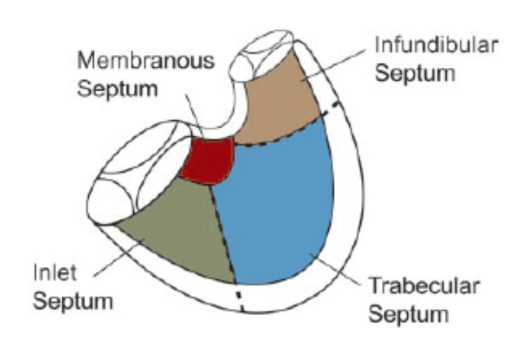 Membranous
Septum
Infundibular
Septum
Inlet
Septum
Trabecular
Septum